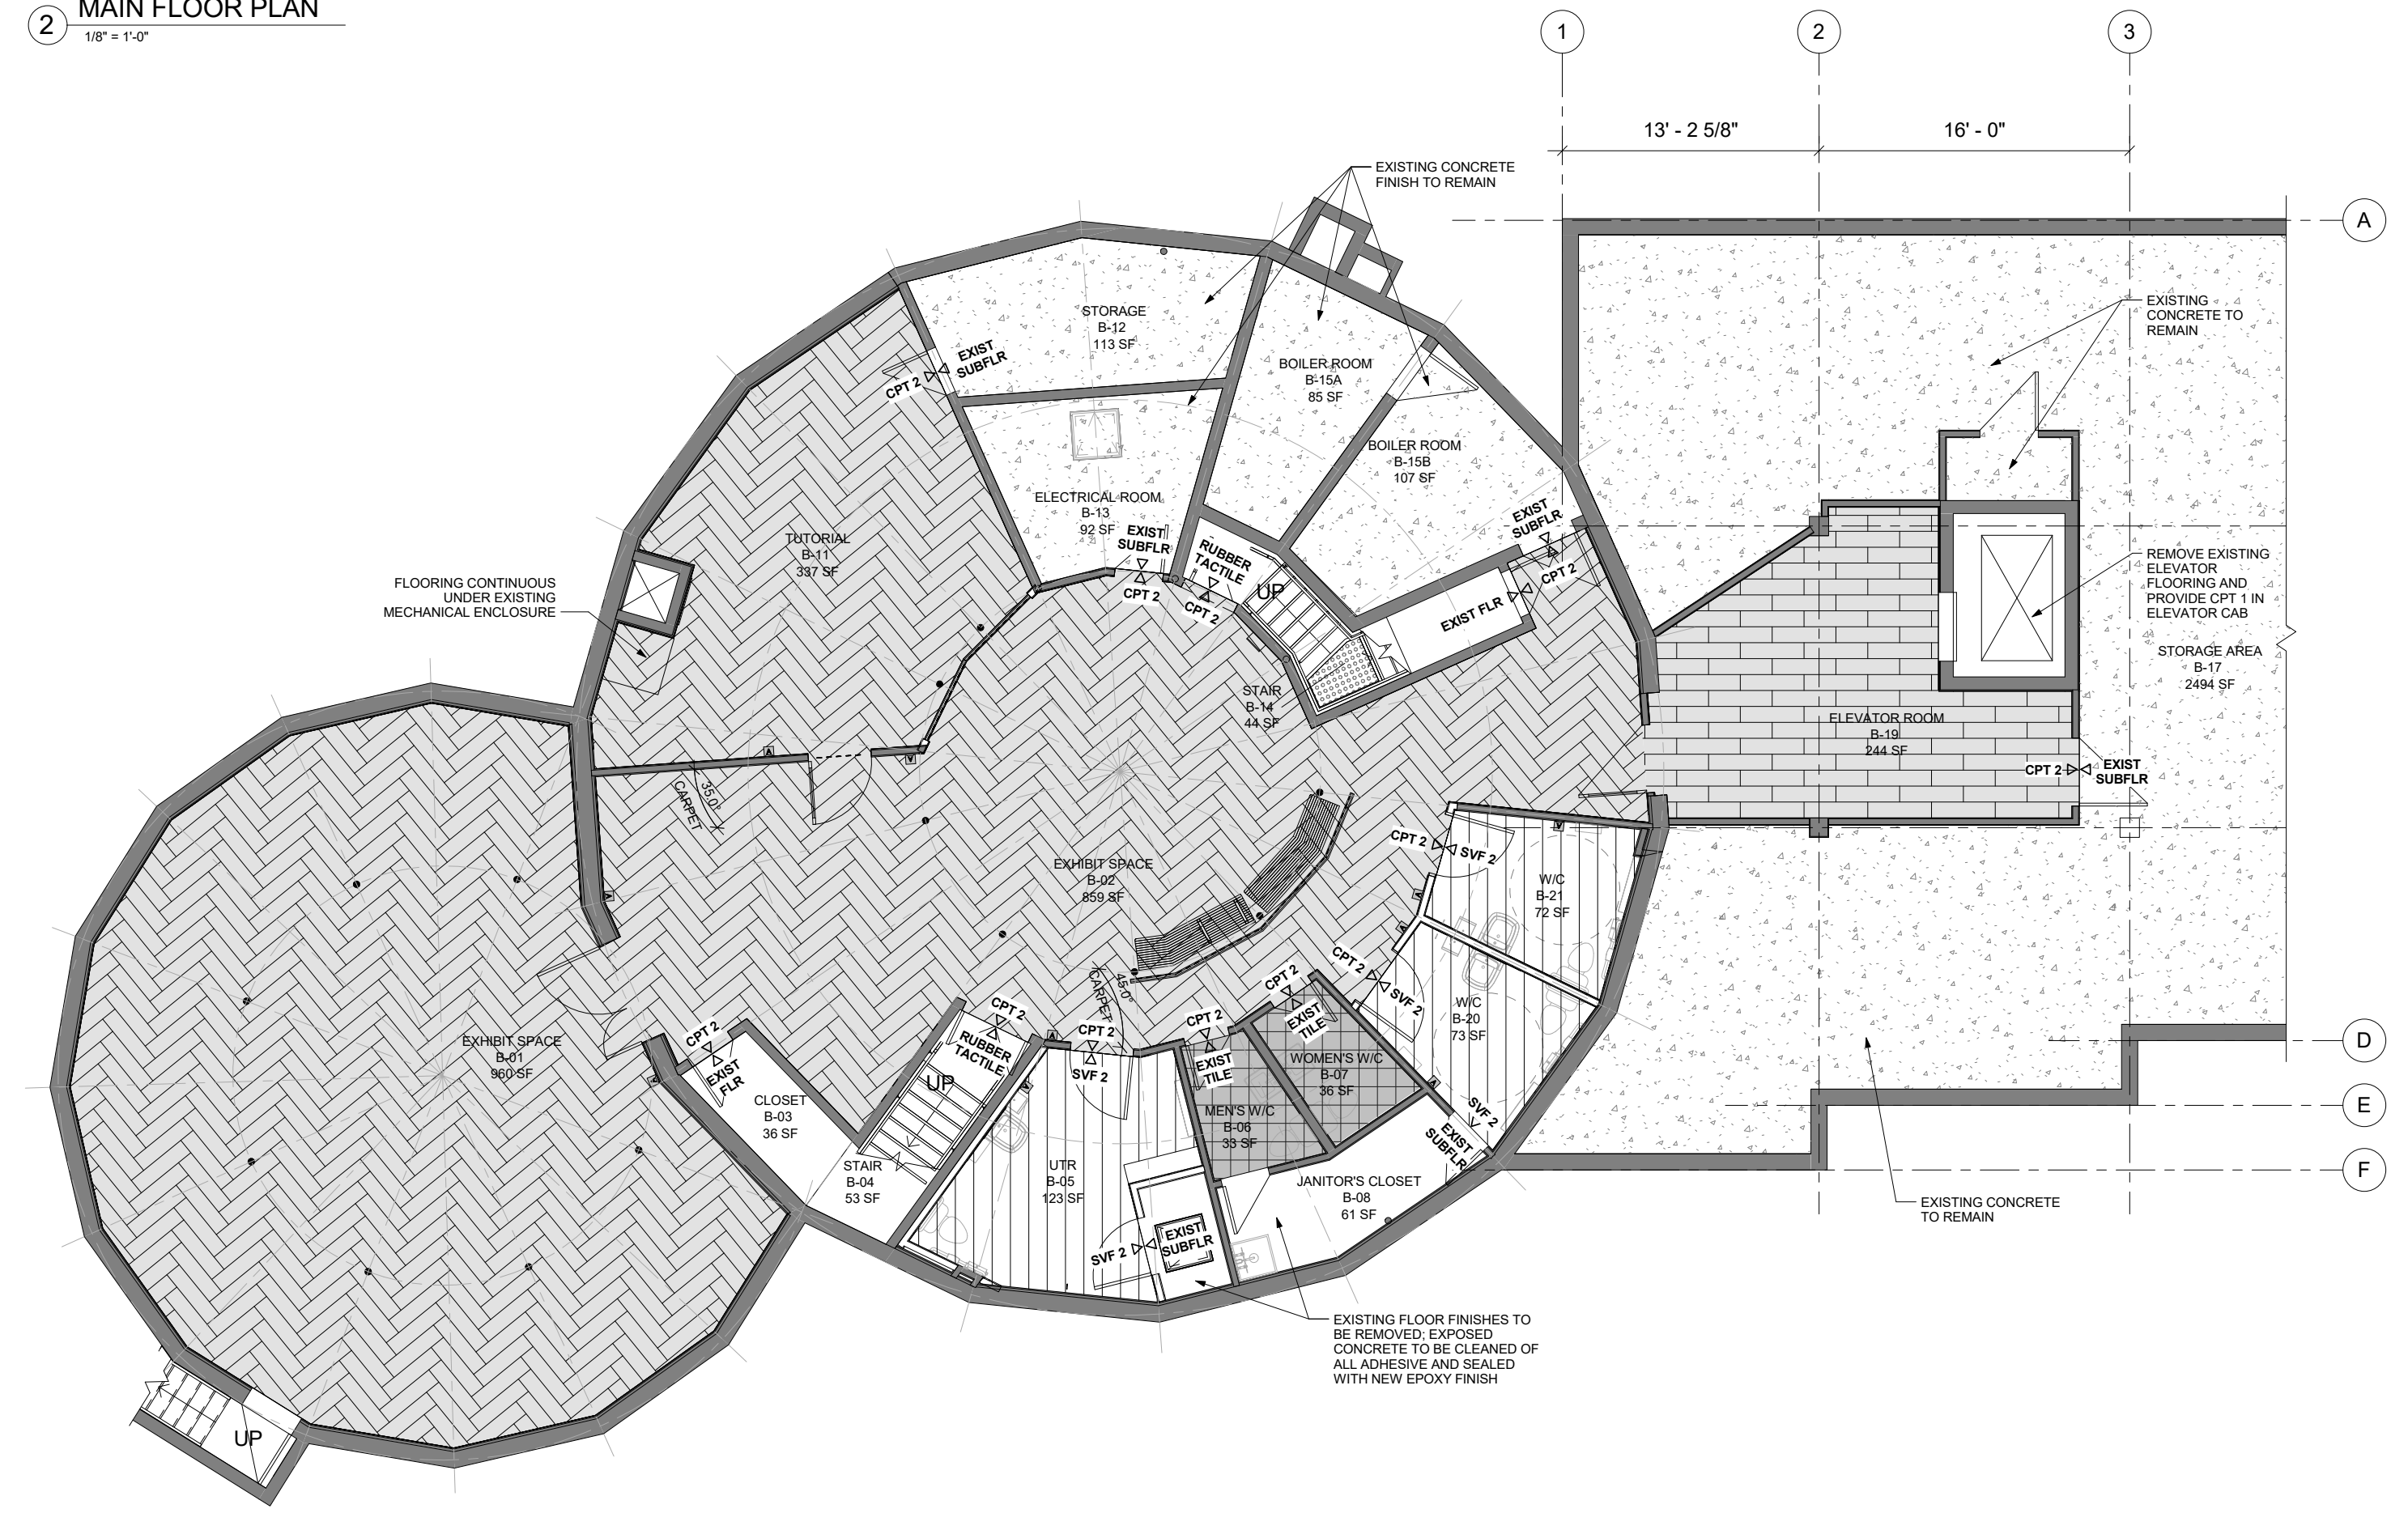 MAIN FLOOR PLAN
2
1/8" = 1'-0"
1
2
3
13' - 2 5/8"
16' - 0"
A
EXISTING CONCRETE
FINISH TO REMAIN
EXISTING
CONCRETE TO
REMAIN
STORAGE
B-12
113 SF
EXIST
SUBFLR
CPT 2
BOILER ROOM
B-15A
85 SF
BOILER ROOM
B-15B
107 SF
ELECTRICAL ROOM
B-13
92 SF
EXIST
SUBFLR
CPT 2
RUBBER
TACTILE
CPT 2
UP
EXIST
SUBFLR
CPT 2
EXIST FLR
TUTORIAL
B-11
337 SF
FLOORING CONTINUOUS
UNDER EXISTING
MECHANICAL ENCLOSURE
REMOVE EXISTING
ELEVATOR
FLOORING AND
PROVIDE CPT 1 IN
ELEVATOR CAB
STORAGE AREA
B-17
2494 SF
STAIR
B-14
44 SF
ELEVATOR ROOM
B-19
244 SF
CPT 2
EXIST
SUBFLR
A
A
35.0°
CARPET
EXHIBIT SPACE
B-02
859 SF
CPT 2
SVF 2
A
W/C
B-21
72 SF
A
A
A
CPT 2
SVF 2
W/C
B-20
73 SF
CARPET
45.0°
CPT 2
EXIST
TILE
CPT 2
EXIST
TILE
CPT 2
SVF 2
CPT 2
RUBBER
TACTILE
UP
A
A
EXHIBIT SPACE
B-01
960 SF
CPT 2
EXIST
FLR
A
CLOSET
B-03
36 SF
STAIR
B-04
53 SF
UTR
B-05
123 SF
MEN'S W/C
B-06
33 SF
WOMEN'S W/C
B-07
36 SF
A
SVF 2
EXIST
SUBFLR
JANITOR'S CLOSET
B-08
61 SF
SVF 2
EXIST
SUBFLR
D
E
F
EXISTING CONCRETE
TO REMAIN
EXISTING FLOOR FINISHES TO
BE REMOVED; EXPOSED
CONCRETE TO BE CLEANED OF
ALL ADHESIVE AND SEALED
WITH NEW EPOXY FINISH
UP